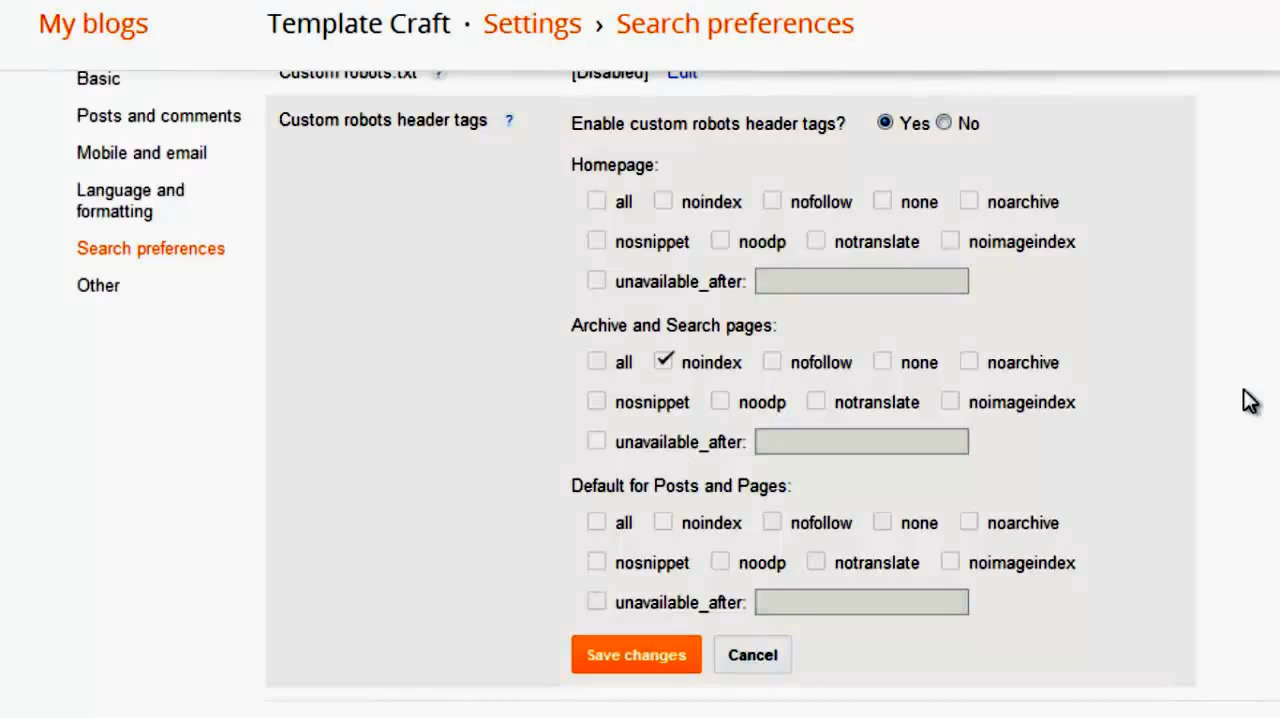 My blogs
Template Craft · Settings › Search preferences
Custom robots.txt ? [Disabled] Edit
Basic
Posts and comments
Mobile and email
Language and
formatting
Search preferences
Other
Custom robots header tags ?
Enable custom robots header tags? Yes No
Homepage:
all noindex nofollow none noarchive
nosnippet noodp notranslate noimageindex
unavailable_after:
Archive and Search pages:
all noindex nofollow none noarchive
nosnippet noodp notranslate noimageindex
unavailable_after:
Default for Posts and Pages:
all noindex nofollow none noarchive
nosnippet noodp notranslate noimageindex
unavailable_after:
Save changes Cancel